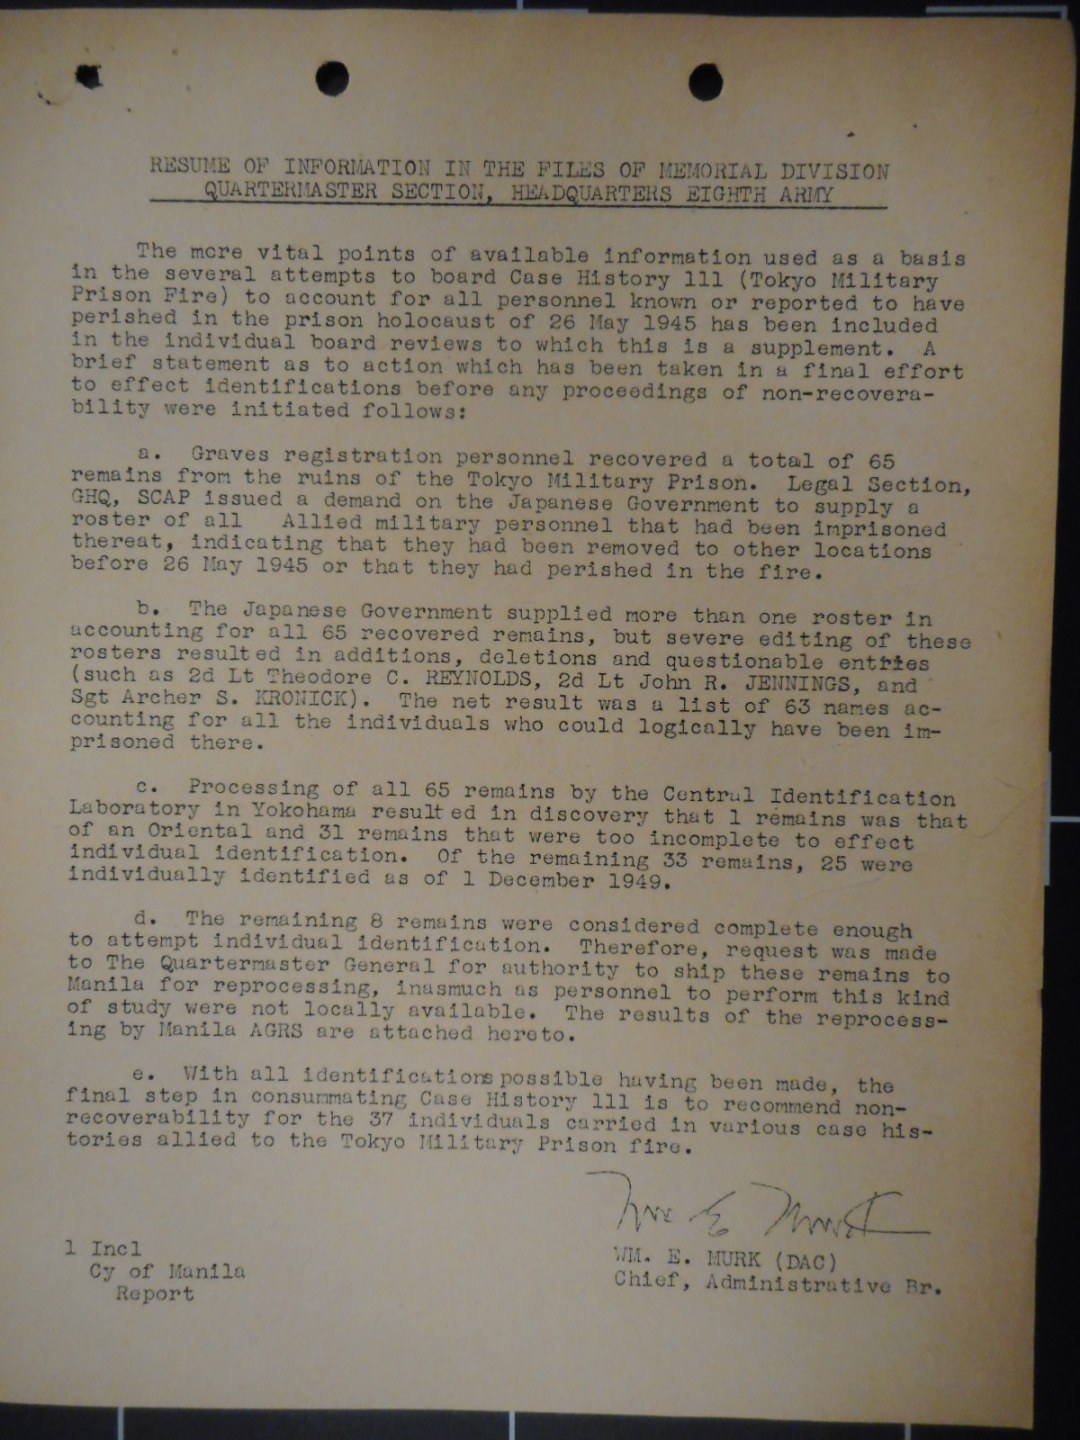 RESUME OF INFORMATION IN THE FILES OF MEMORIAL DIVISION
QUARTERMASTER SECTION, HEADQUARTERS EIGHTH ARMY
The more vital points of available information used as a basis
in the several attempts to board Case History 111 (Tokyo Military
Prison Fire) to account for all personnel known or reported to have
perished in the prison holocaust of 26 May 1945 has been included
in the individual board reviews to which this is a supplement. A
brief statement as to action which has been taken in a final effort
to effect identifications before any proceedings of non-recovera-
bility were initiated follows:
a. Graves registration personnel recovered a total of 65
remains from the ruins of the Tokyo Military Prison. Legal Section,
GHQ, SCAP issued a demand on the Japanese Government to supply a
roster of all Allied military personnel that had been imprisoned
thereat, indicating that they had been removed to other locations
before 26 May 1945 or that they had perished in the fire.
b. The Japanese Government supplied more than one roster in
accounting for all 65 recovered remains, but severe editing of these
rosters resulted in additions, deletions and questionable entries
(such as 2d Lt Theodore C. REYNOLDS, 2d Lt John R. JENNINGS, and
Sgt Archer S. KRONICK). The net result was a list of 63 names ac-
counting for all the individuals who could logically have been im-
prisoned there.
c. Processing of all 65 remains by the Central Identification
Laboratory in Yokohama resulted in discovery that 1 remains was that
of an Oriental and 31 remains that were too incomplete to effect
individual identification. Of the remaining 33 remains, 25 were
individually identified as of 1 December 1949.
d. The remaining 8 remains were considered complete enough
to attempt individual identification. Therefore, request was made
to The Quartermaster General for authority to ship these remains to
Manila for reprocessing, inasmuch as personnel to perform this kind
of study were not locally available. The results of the reprocess-
ing by Manila AGRS are attached hereto.
e. With all identifications possible having been made, the
final step in consummating Case History 111 is to recommend non-
recoverability for the 37 individuals carried in various case his-
tories allied to the Tokyo Military Prison fire.
Wm E Murk
WM. E. MURK (DAC)
Chief, Administrative Br.
1 Incl
Cy of Manila
Report